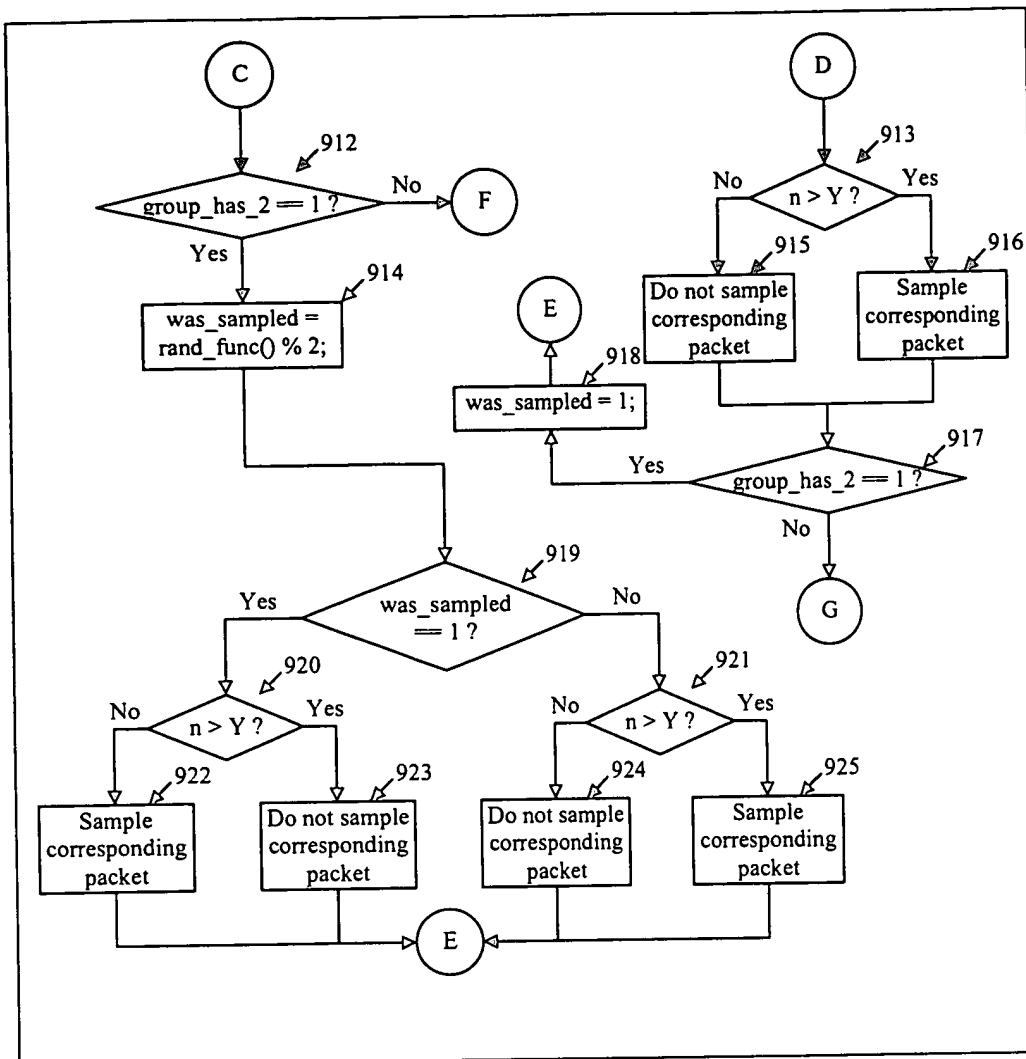 C
912
group_has_2 == 1 ?
No
F
Yes
914
was_sampled =
rand_func() % 2;
D
913
n > Y ?
No
Yes
915
Do not sample
corresponding
packet
916
Sample
corresponding
packet
E
918
was_sampled = 1;
Yes
917
group_has_2 == 1 ?
No
G
919
was_sampled
== 1 ?
Yes
No
920
n > Y ?
No
Yes
921
n > Y ?
No
Yes
922
Sample
corresponding
packet
923
Do not sample
corresponding
packet
924
Do not sample
corresponding
packet
925
Sample
corresponding
packet
E